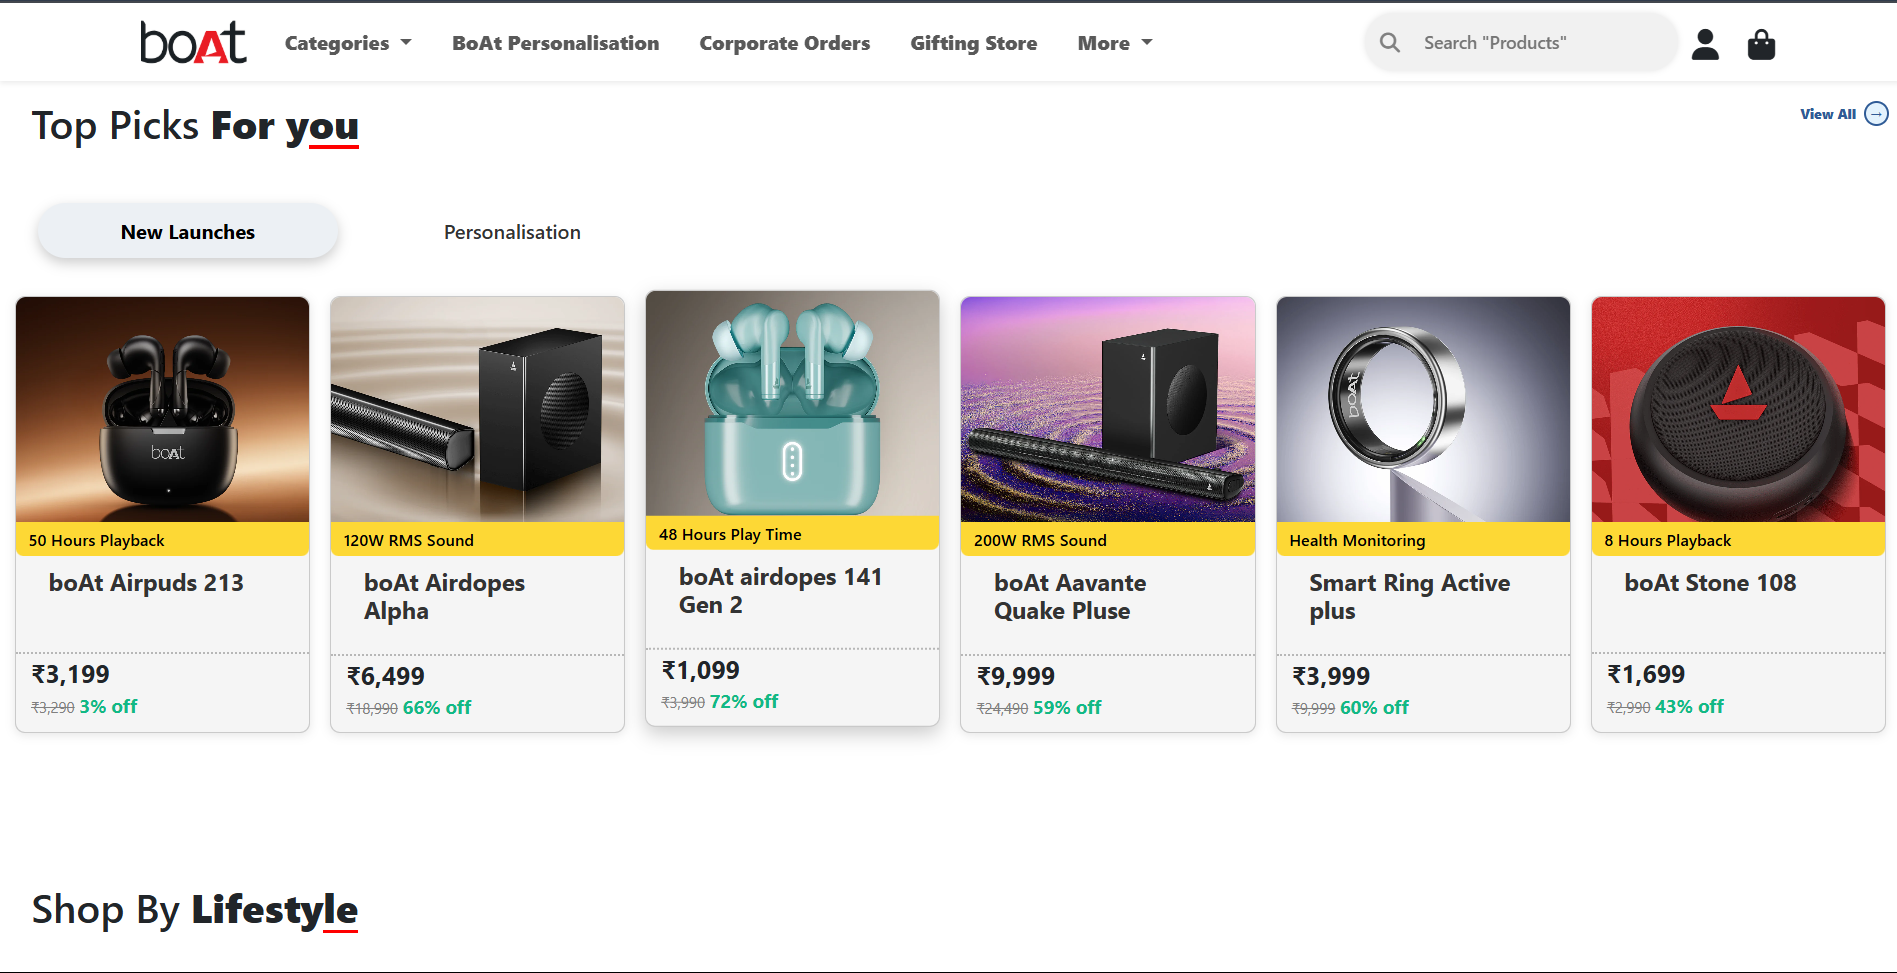 boAt
Categories
BoAt Personalisation
Corporate Orders
Gifting Store
More
Search "Products"
Top Picks For you
View All
New Launches
Personalisation
boAt
50 Hours Playback
boAt Airpuds 213
₹3,199
₹3,290 3% off
120W RMS Sound
boAt Airdopes
Alpha
₹6,499
₹18,990 66% off
48 Hours Play Time
boAt airdopes 141
Gen 2
₹1,099
₹3,990 72% off
200W RMS Sound
boAt Aavante
Quake Pluse
₹9,999
₹24,490 59% off
boAt
Health Monitoring
Smart Ring Active
plus
₹3,999
₹9,999 60% off
8 Hours Playback
boAt Stone 108
₹1,699
₹2,990 43% off
Shop By Lifestyle